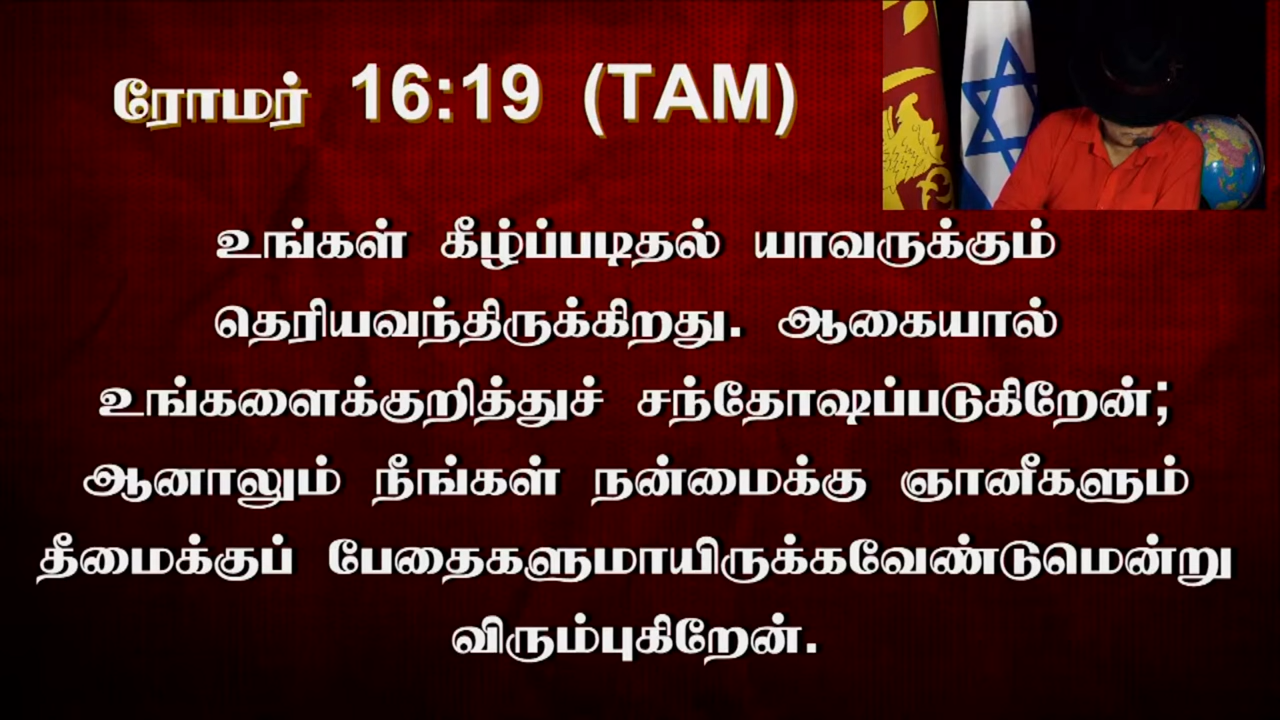 ரோமர் 16:19 (TAM)
உங்கள் கீழ்ப்படிதல் யாவருக்கும்
தெரியவந்திருக்கிறது. ஆகையால்
உங்களைக்குறித்துச் சந்தோஷப்படுகிறேன்;
ஆனாலும் நீங்கள் நன்மைக்கு ஞானீகளும்
தீமைக்குப் பேதைகளுமாயிருக்கவேண்டுமென்று
விரும்புகிறேன்.